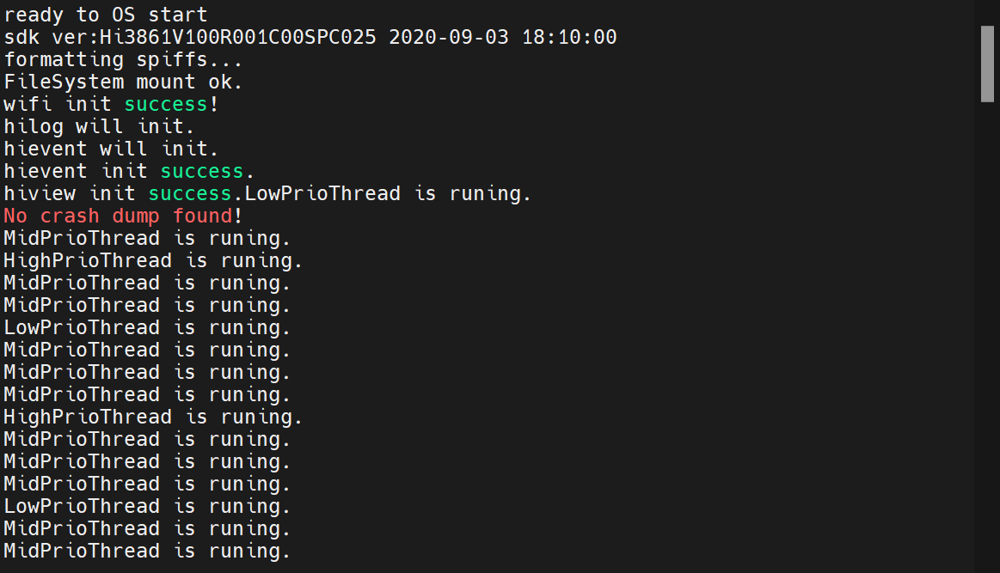 ready to OS start
sdk ver:Hi3861V100R001C00SPC025 2020-09-03 18:10:00
formatting spiffs...
FileSystem mount ok.
wifi init success!
hilog will init.
hievent will init.
hievent init success.
hiview init success.LowPrioThread is runing.
No crash dump found!
MidPrioThread is runing.
HighPrioThread is runing.
MidPrioThread is runing.
MidPrioThread is runing.
LowPrioThread is runing.
MidPrioThread is runing.
MidPrioThread is runing.
MidPrioThread is runing.
HighPrioThread is runing.
MidPrioThread is runing.
MidPrioThread is runing.
MidPrioThread is runing.
LowPrioThread is runing.
MidPrioThread is runing.
MidPrioThread is runing.